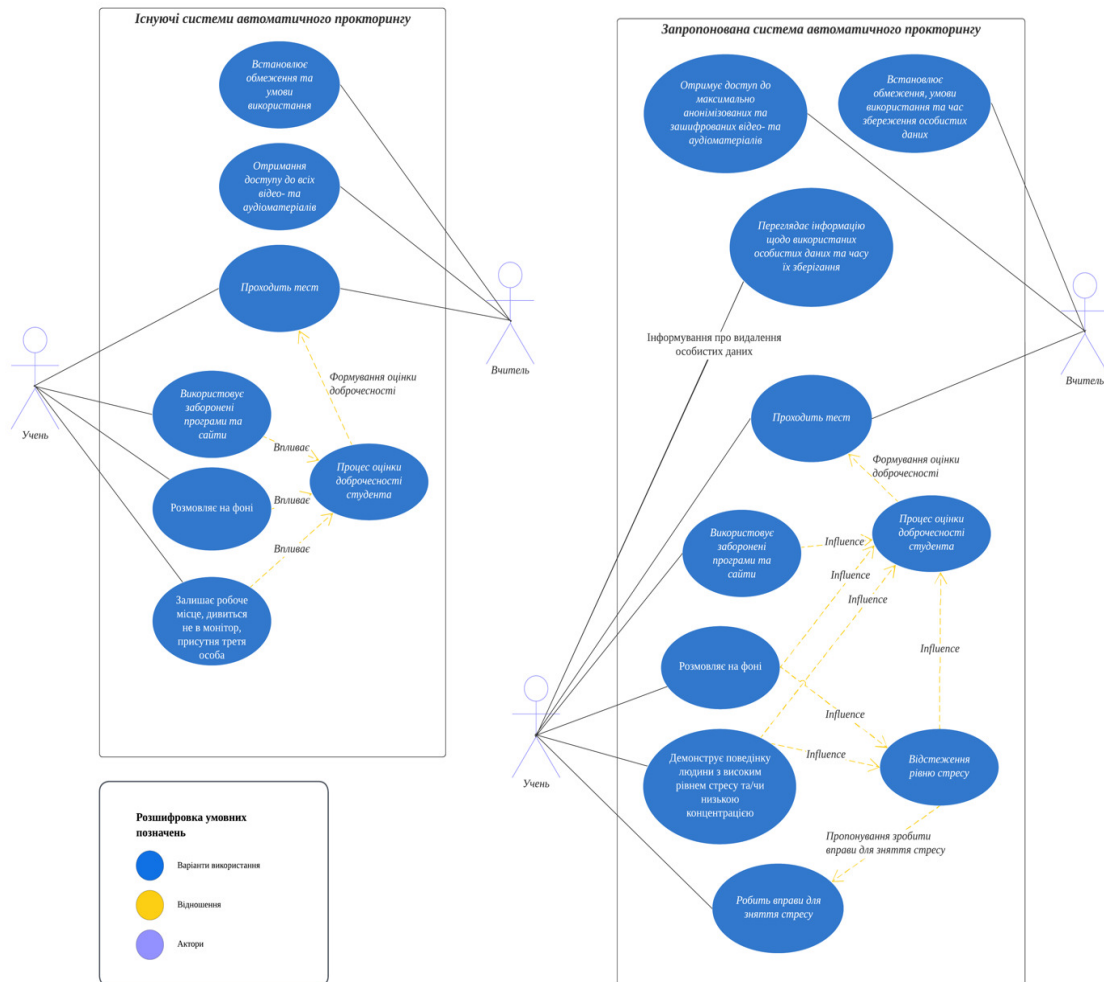 Існуючі системи автоматичного прокторингу
Встановлює
обмеження та
умови
використання
Отримання
доступу до всіх
відео- та
аудіоматеріалів
Проходить тест
Вчитель
Учень
Формування оцінки
доброчесності
Використовує
заборонені
програми та
сайти
Впливає
Процес оцінки
доброчесності
студента
Розмовляє на фоні
Впливає
Впливає
Залишає робоче
місце, дивиться
не в монітор,
присутня третя
особа
Розшифровка умовних
позначень
Варіанти використання
Відношення
Актори
Запропонована система автоматичного прокторингу
Отримує доступ до
максимально
анонімізованих та
зашифрованих відео- та
аудіоматеріалів
Встановлює
обмеження, умови
використання та час
збереження особистих
даних
Переглядає інформацію
щодо використаних
особистих даних та часу
їх зберігання
Інформування про видалення
особистих даних
Вчитель
Проходить тест
Формування оцінки
доброчесності
Використовує
заборонені
програми та
сайти
Influence
Процес оцінки
доброчесності
студента
Influence
Influence
Розмовляє на фоні
Influence
Influence
Учень
Демонструє поведінку
людини з високим
рівнем стресу та/чи
низькою
концентрацією
Influence
Відстеження
рівню стресу
Пропонування зробити
вправи для зняття стресу
Робить вправи для
зняття стресу